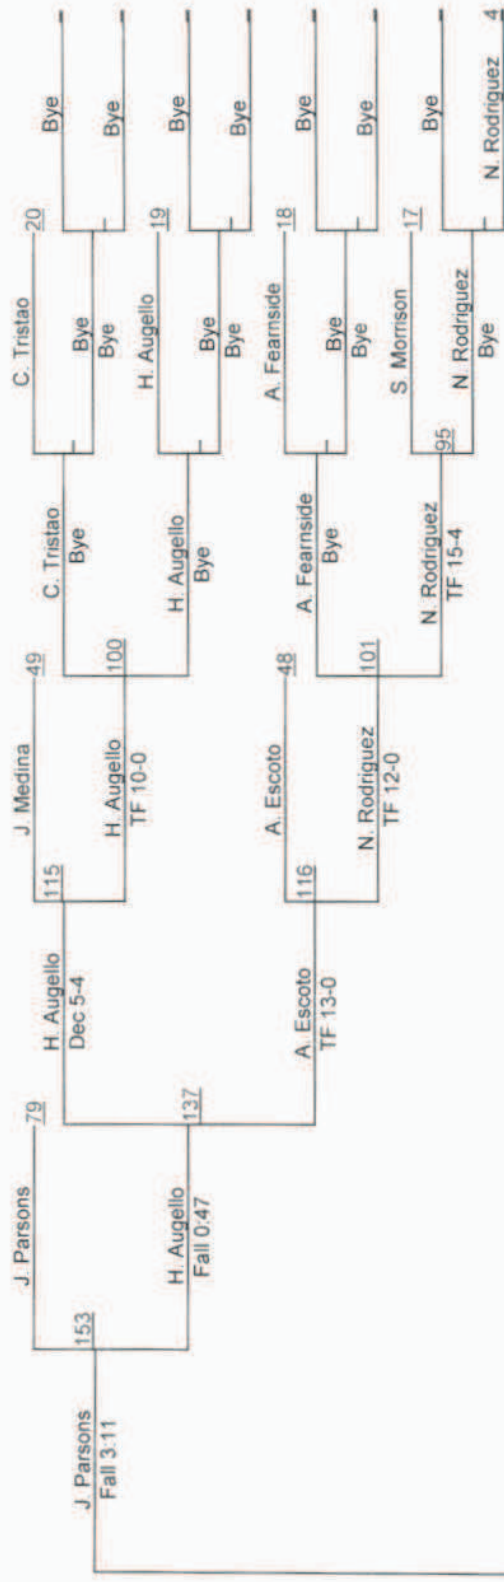 Bye
Bye
Bye
Bye
Bye
Bye
Bye
N. Rodriguez 4
C. Tristao 20
Bye
Bye
H. Augello 19
Bye
Bye
A. Fearnside 18
Bye
Bye
S. Morrison 17
N. Rodriguez
Bye
C. Tristao
Bye
H. Augello
Bye
A. Fearnside
Bye
N. Rodriguez 95
TF 15-4
J. Medina 49
H. Augello 100
TF 10-0
A. Escoto 48
N. Rodriguez 101
TF 12-0
H. Augello 115
Dec 5-4
A. Escoto 116
TF 13-0
J. Parsons 79
H. Augello 137
Fall 0:47
J. Parsons 153
Fall 3:11